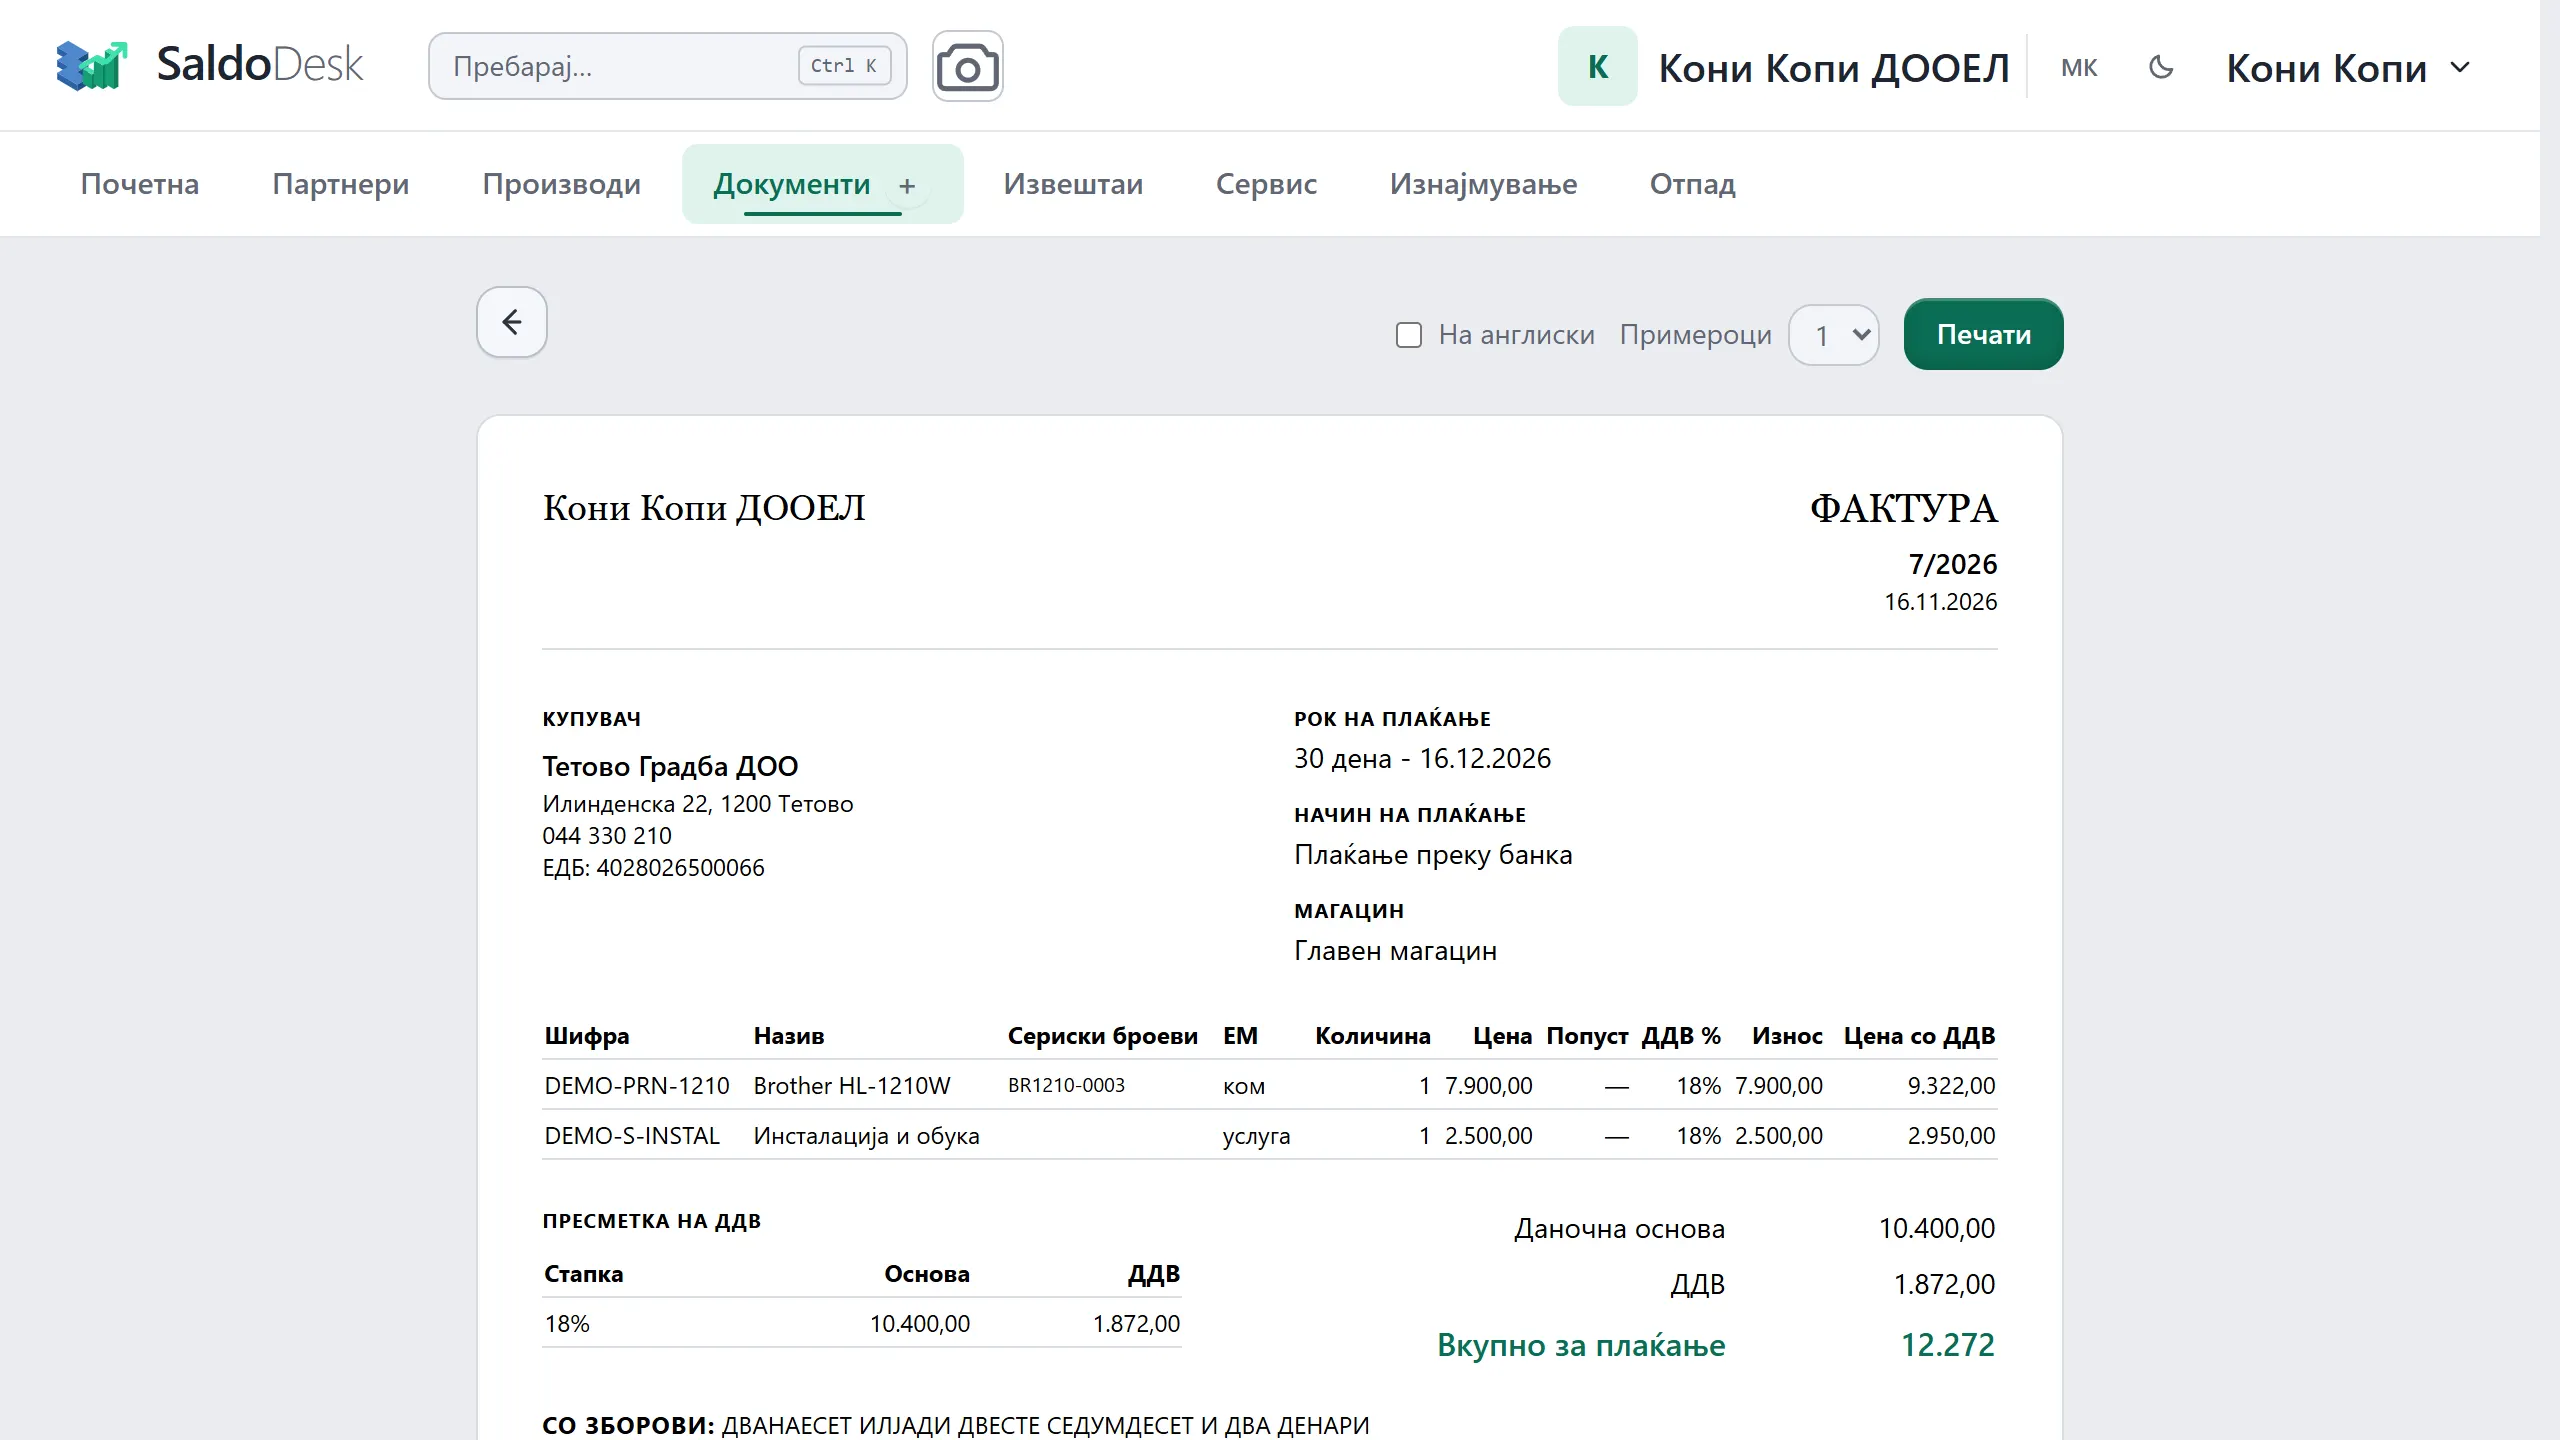 SaldoDesk
Пребарај... Ctrl K
К Кони Копи ДООЕЛ МК Кони Копи
Почетна Партнери Производи Документи + Извештаи Сервис Изнајмување Отпад
На англиски Примероци 1 Печати
Кони Копи ДООЕЛ ФАКТУРА
7/2026
16.11.2026
КУПУВАЧ
Тетово Градба ДОО
Илинденска 22, 1200 Тетово
044 330 210
ЕДБ: 4028026500066
РОК НА ПЛАЌАЊЕ
30 дена - 16.12.2026
НАЧИН НА ПЛАЌАЊЕ
Плаќање преку банка
МАГАЦИН
Главен магацин
Шифра Назив Сериски броеви ЕМ Количина Цена Попуст ДДВ % Износ Цена со ДДВ
DEMO-PRN-1210 Brother HL-1210W BR1210-0003 ком 1 7.900,00 — 18% 7.900,00 9.322,00
DEMO-S-INSTAL Инсталација и обука услуга 1 2.500,00 — 18% 2.500,00 2.950,00
ПРЕСМЕТКА НА ДДВ
Стапка Основа ДДВ
18% 10.400,00 1.872,00
Даночна основа 10.400,00
ДДВ 1.872,00
Вкупно за плаќање 12.272
СО ЗБОРОВИ: ДВАНАЕСЕТ ИЛЈАДИ ДВЕСТЕ СЕДУМДЕСЕТ И ДВА ДЕНАРИ